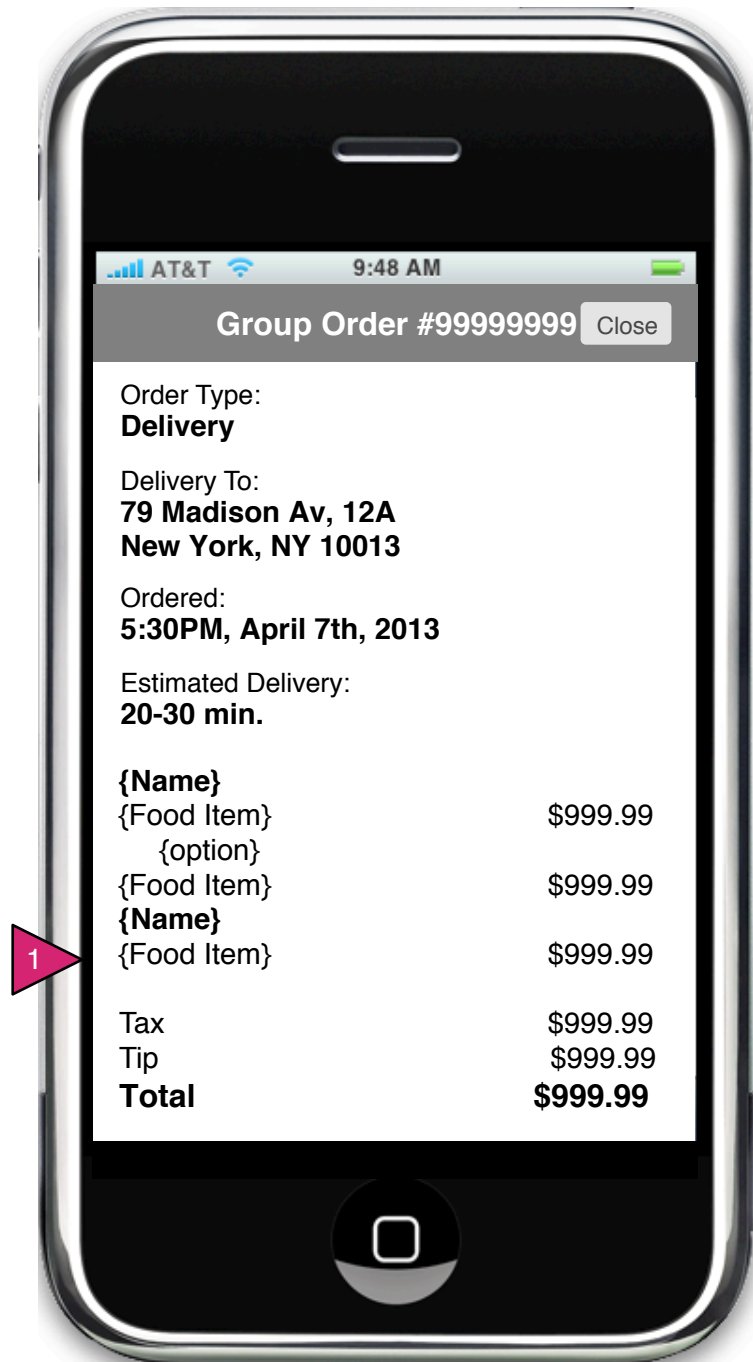 AT&T 9:48 AM
Group Order #99999999 Close
Order Type:
Delivery
Delivery To:
79 Madison Av, 12A
New York, NY 10013
Ordered:
5:30PM, April 7th, 2013
Estimated Delivery:
20-30 min.
{Name}
{Food Item} $999.99
{option}
{Food Item} $999.99
{Name}
1 {Food Item} $999.99
Tax $999.99
Tip $999.99
Total $999.99